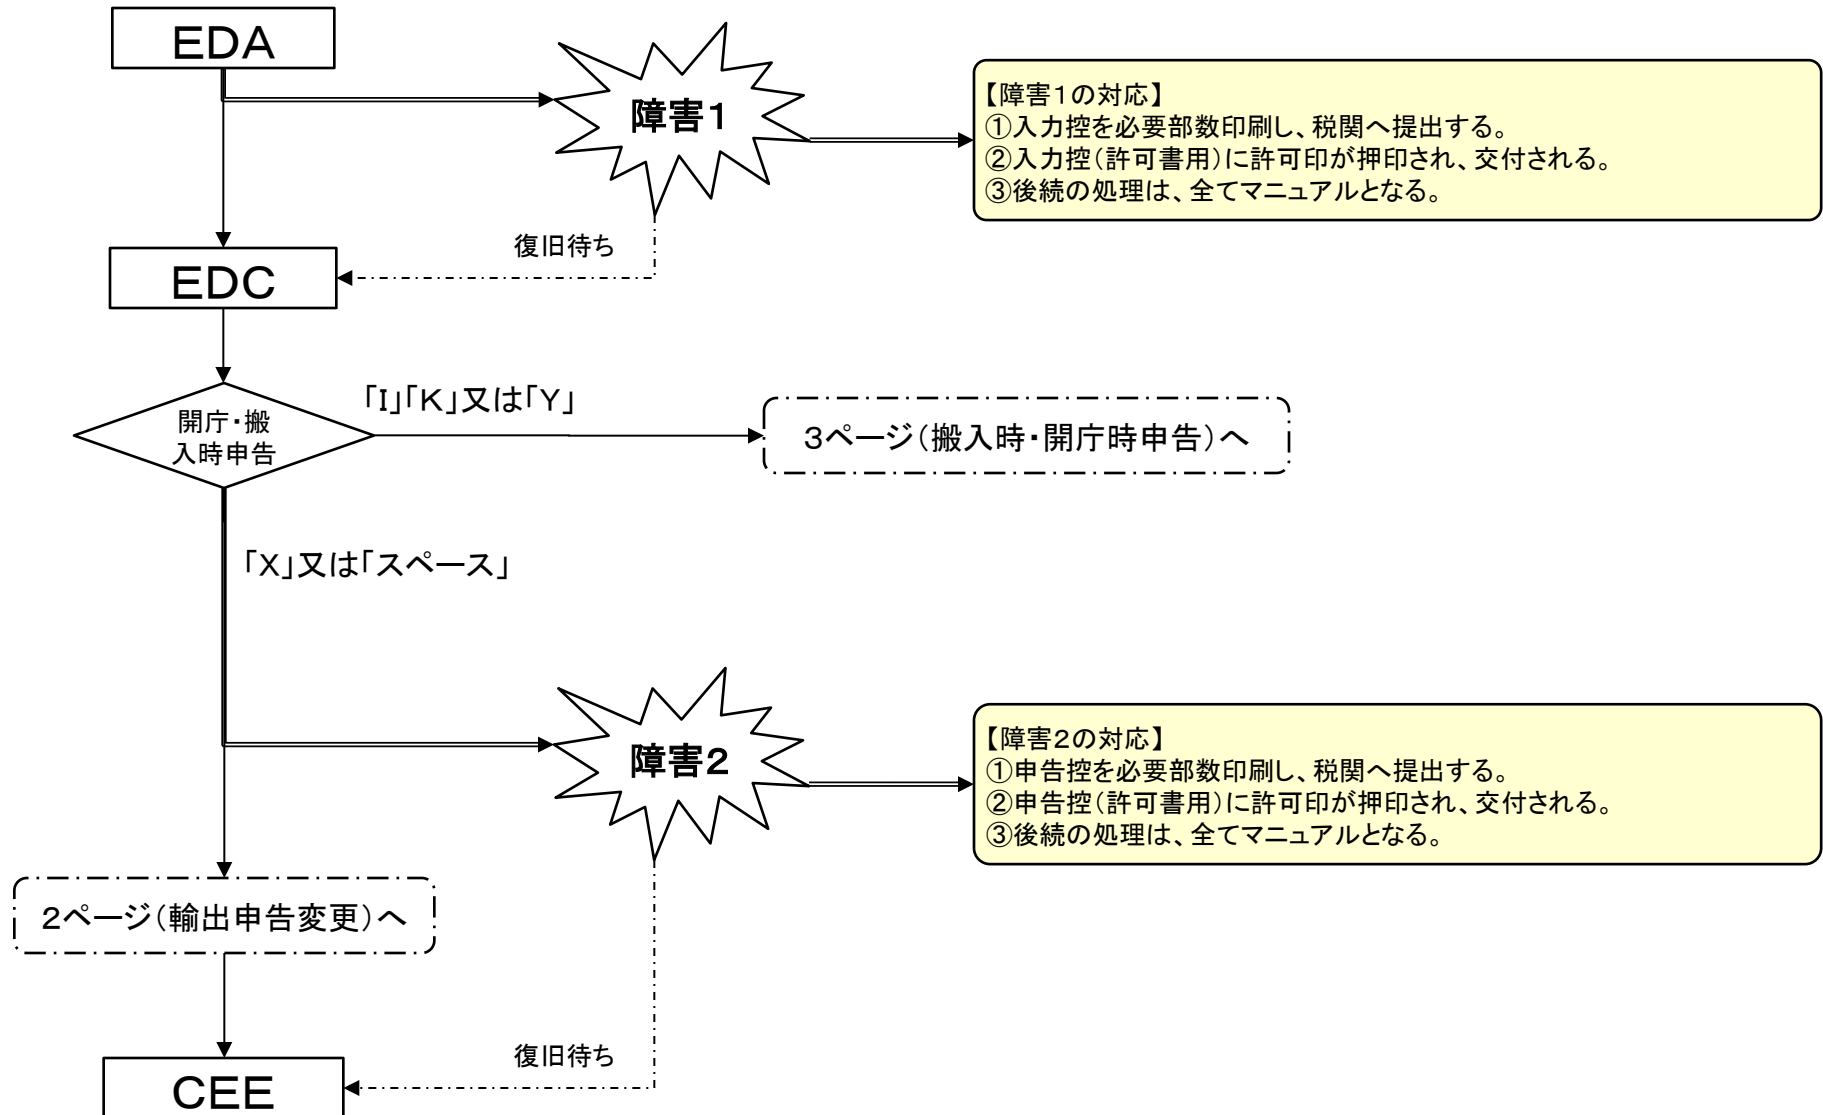 EDA
障害1
【障害1の対応】
①入力控を必要部数印刷し、税関へ提出する。
②入力控(許可書用)に許可印が押印され、交付される。
③後続の処理は、全てマニュアルとなる。
復旧待ち
EDC
開庁・搬
入時申告
「I」「K」又は「Y」
3ページ(搬入時・開庁時申告)へ
「X」又は「スペース」
障害2
【障害2の対応】
①申告控を必要部数印刷し、税関へ提出する。
②申告控(許可書用)に許可印が押印され、交付される。
③後続の処理は、全てマニュアルとなる。
2ページ(輸出申告変更)へ
復旧待ち
CEE